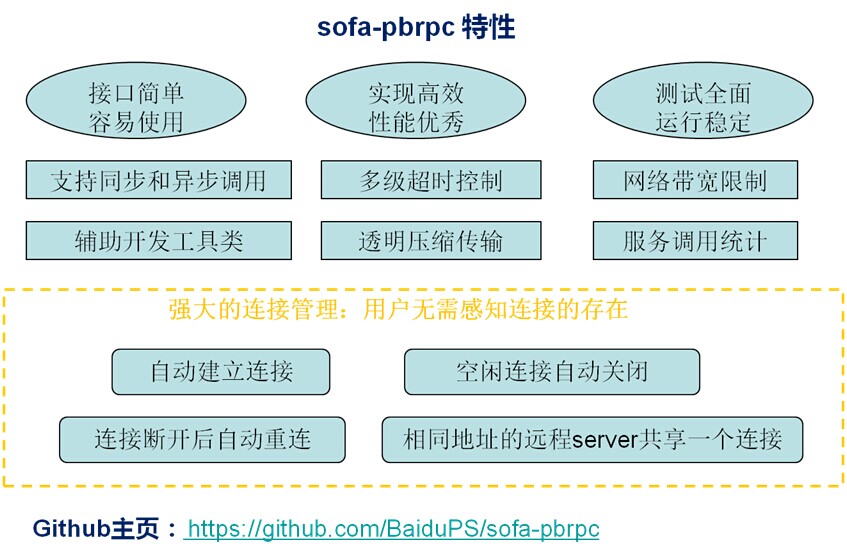 sofa-pbrpc 特性
接口简单
容易使用
实现高效
性能优秀
测试全面
运行稳定
支持同步和异步调用
多级超时控制
网络带宽限制
辅助开发工具类
透明压缩传输
服务调用统计
强大的连接管理：用户无需感知连接的存在
自动建立连接
空闲连接自动关闭
连接断开后自动重连
相同地址的远程server共享一个连接
Github主页：https://github.com/BaiduPS/sofa-pbrpc